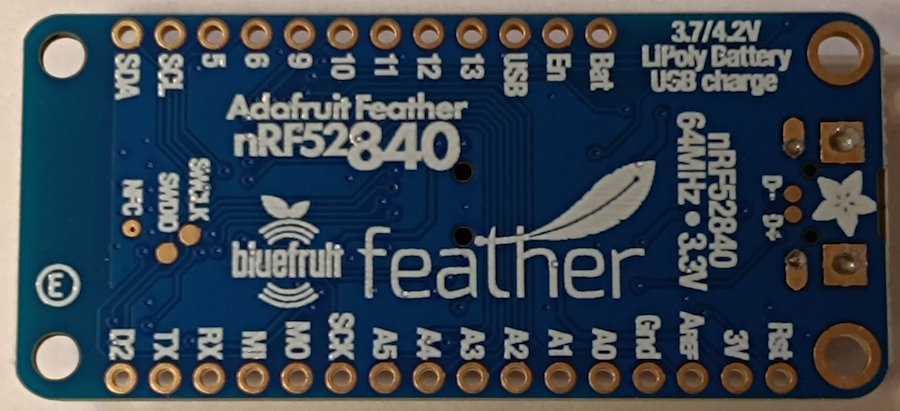 SDA
SCL
5
6
9
10
11
12
13
USB
En
Bat
3.7/4.2V
LiPoly Battery
USB charge
Adafruit Feather
nRF52840
nRF52840
64MHz • 3.3V
D-
D+
SWCLK
SWDIO
NFC
bluefruit
feather
D2
TX
RX
MI
MO
SCK
A5
A4
A3
A2
A1
A0
Gnd
AREF
3V
Rst